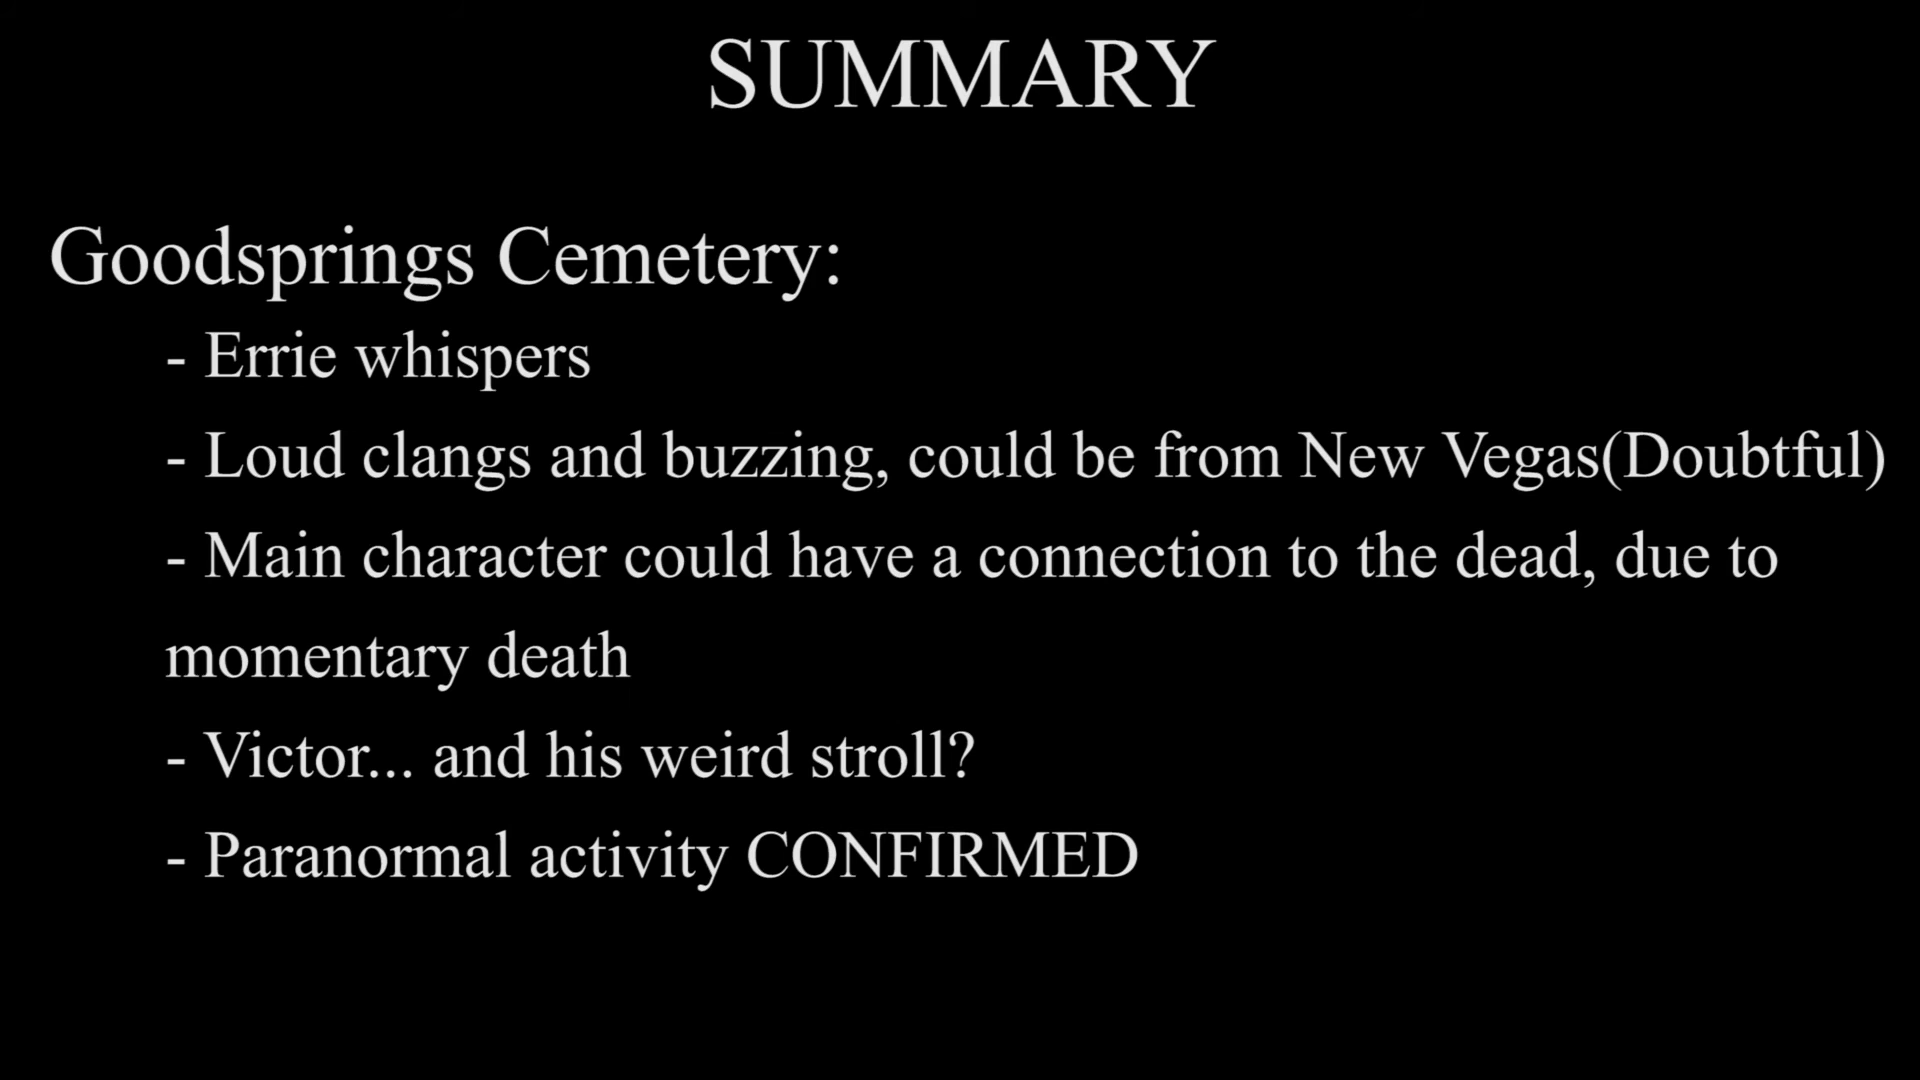 SUMMARY
Goodsprings Cemetery:
- Errie whispers
- Loud clangs and buzzing, could be from New Vegas(Doubtful)
- Main character could have a connection to the dead, due to
momentary death
- Victor... and his weird stroll?
- Paranormal activity CONFIRMED